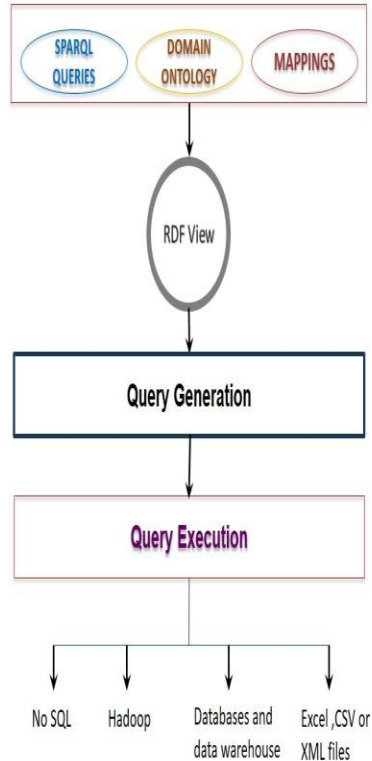 SPARQL
QUERIES
DOMAIN
ONTOLOGY
MAPPINGS
RDF View
Query Generation
Query Execution
No SQL
Hadoop
Databases and
data warehouse
Excel ,CSV or
XML files